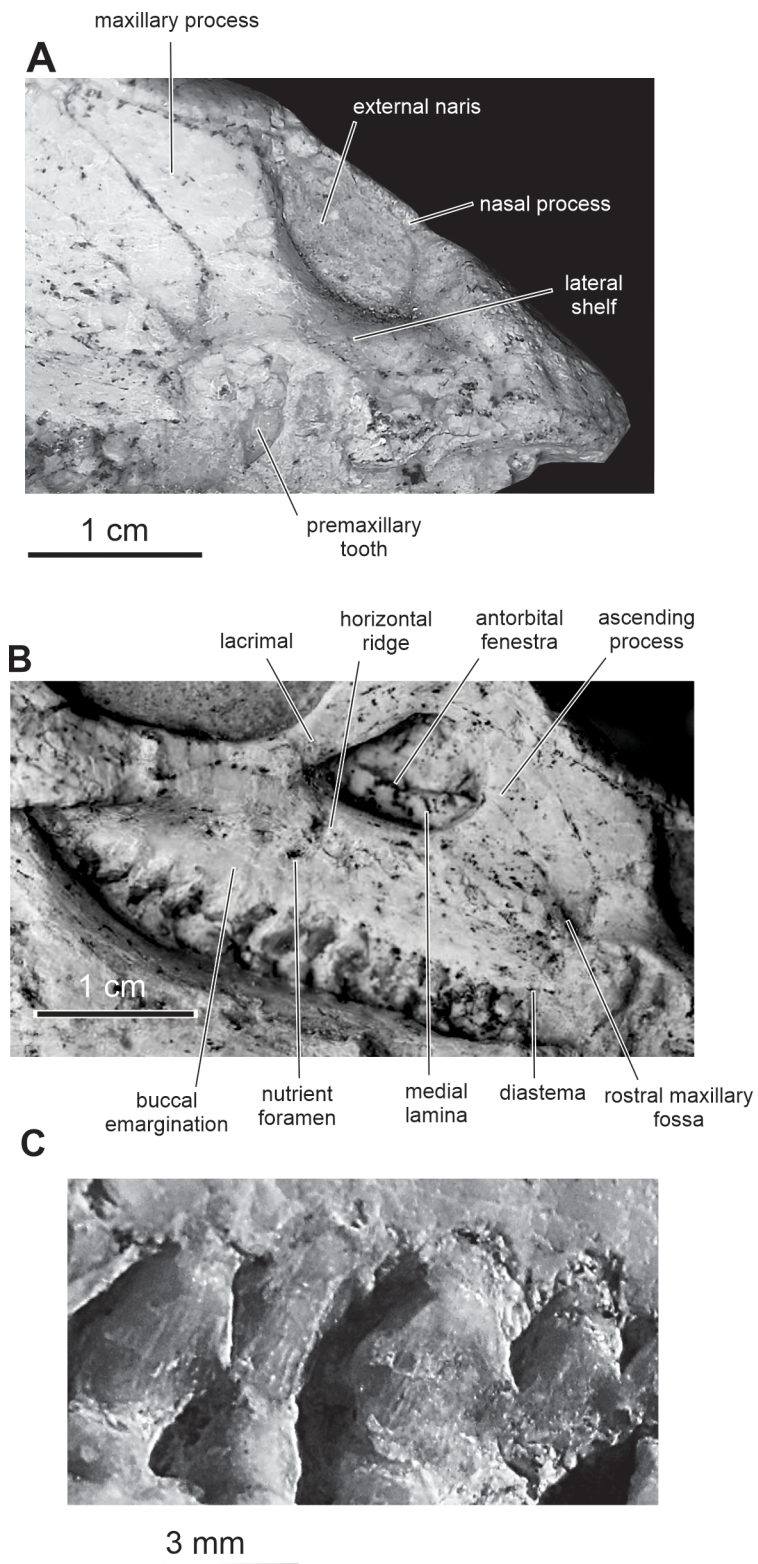 maxillary process
A
external naris
nasal process
lateral
shelf
1 cm
premaxillary
tooth
B
lacrimal
horizontal
ridge
antorbital
fenestra
ascending
process
1 cm
buccal
emargination
nutrient
foramen
medial
lamina
diastema
rostral maxillary
fossa
C
3 mm